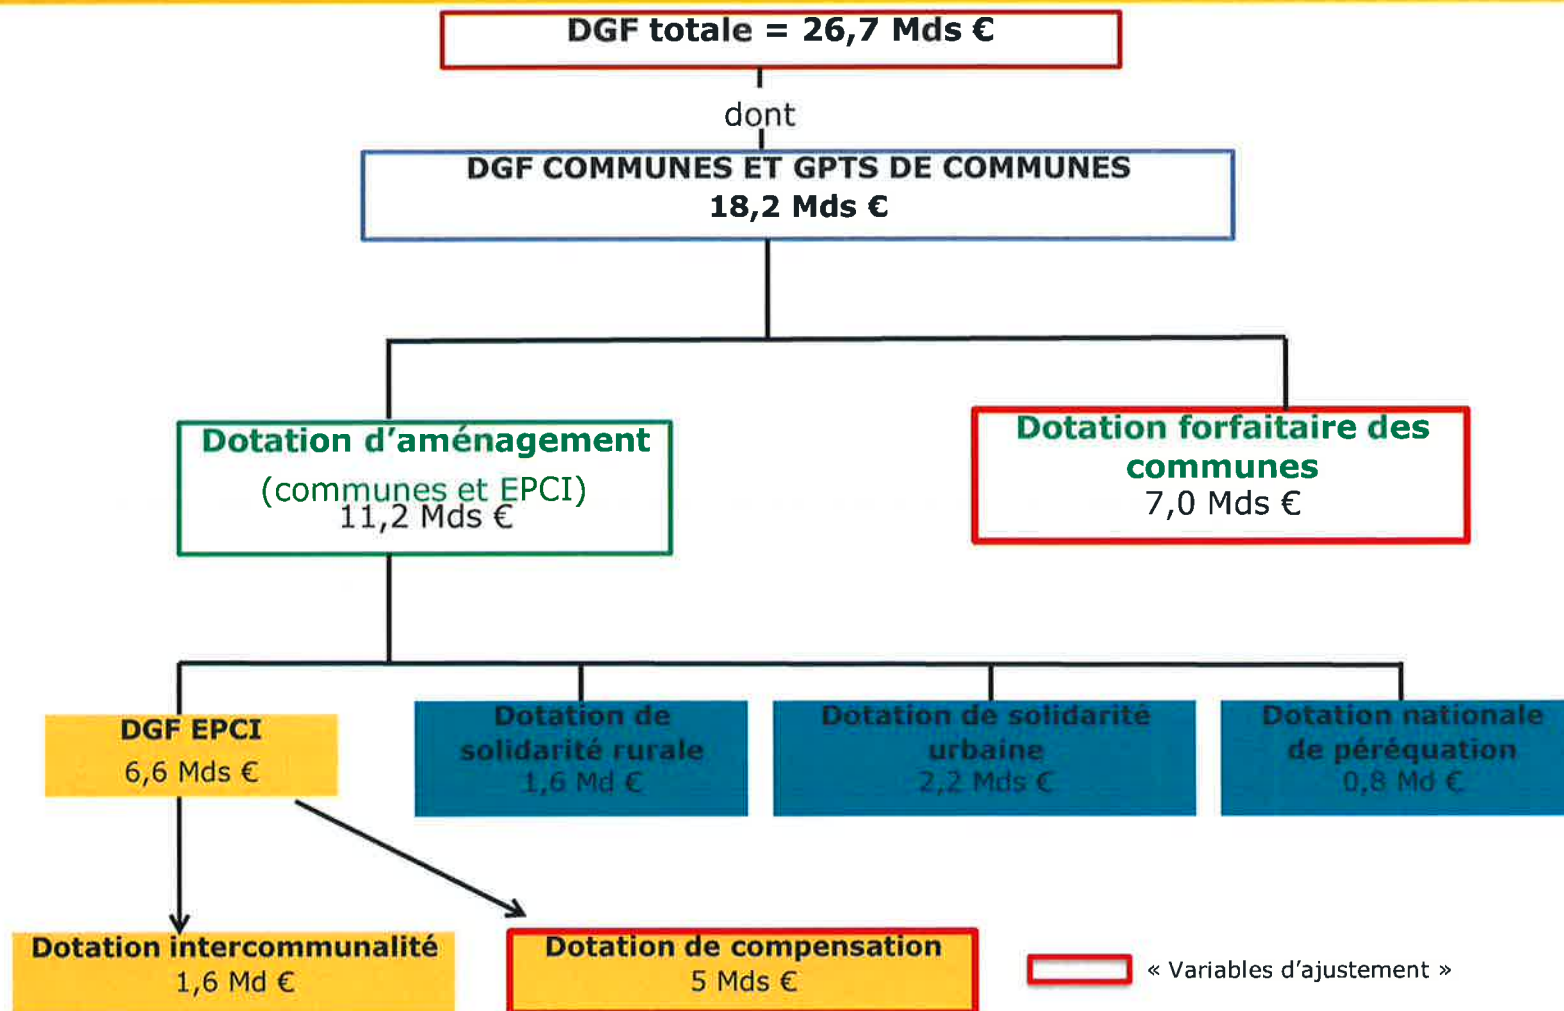 DGF totale = 26,7 Mds €
dont
DGF COMMUNES ET GPTS DE COMMUNES
18,2 Mds €
Dotation d'aménagement
(communes et EPCI)
11,2 Mds €
Dotation forfaitaire des
communes
7,0 Mds €
DGF EPCI
6,6 Mds €
Dotation de
solidarité rurale
1,6 Md €
Dotation de solidarité
urbaine
2,2 Mds €
Dotation nationale
de péréquation
0,8 Md €
Dotation intercommunalité
1,6 Md €
Dotation de compensation
5 Mds €
« Variables d'ajustement »